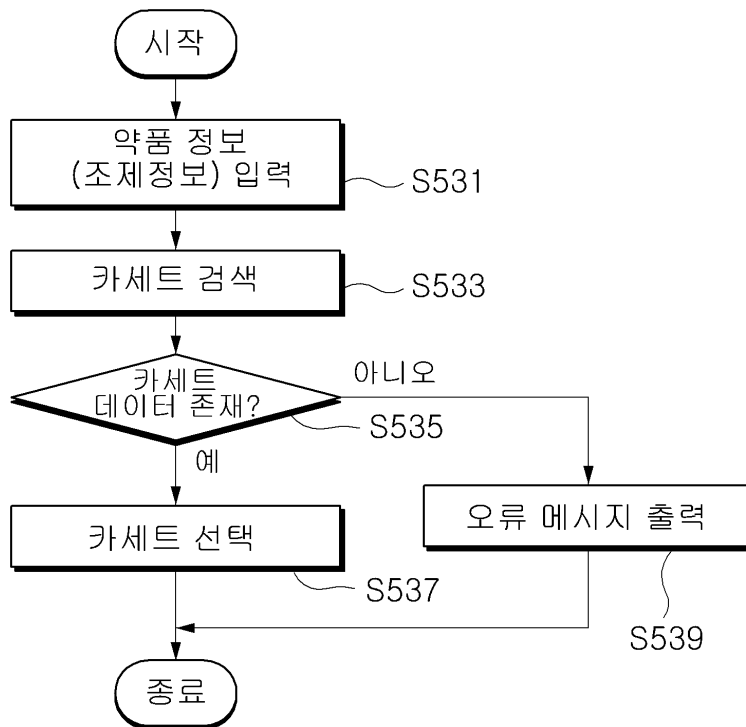 시작
약품 정보
(조제정보) 입력
S531
카세트 검색
S533
카세트
데이터 존재?
아니오
S535
예
카세트 선택
S537
오류 메시지 출력
S539
종료